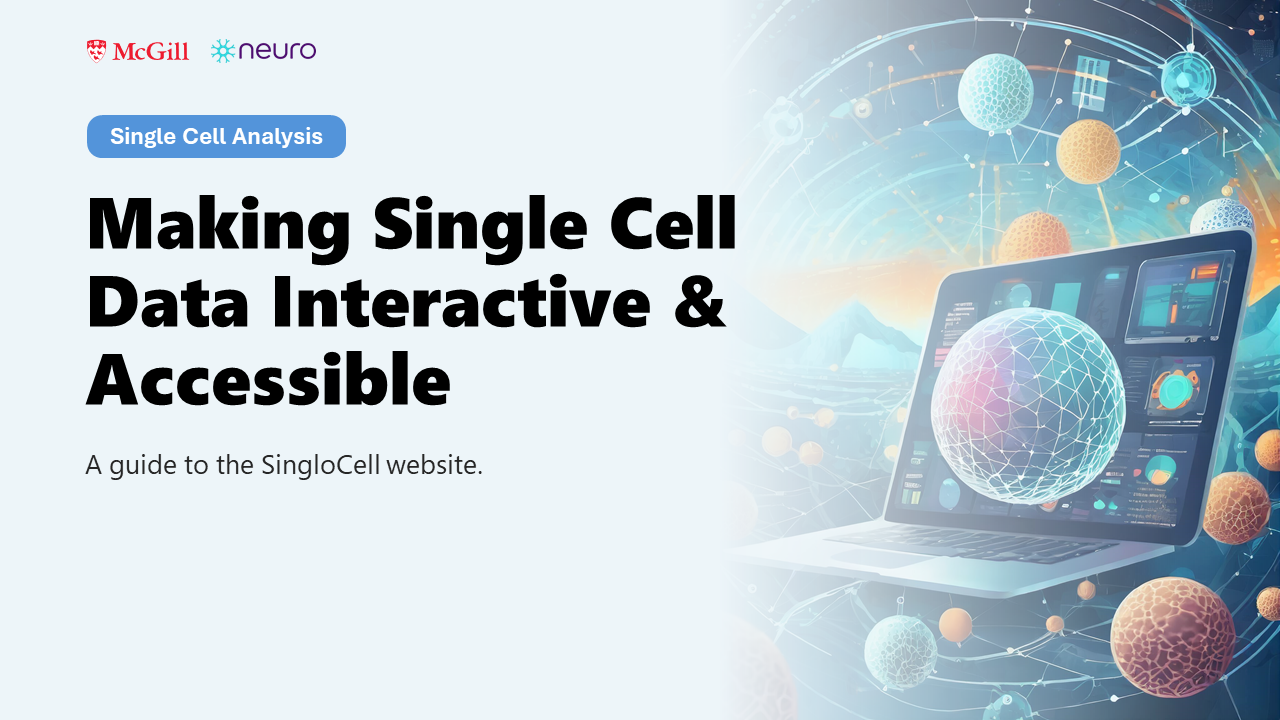 McGill neuro
Single Cell Analysis
Making Single Cell
Data Interactive &
Accessible
A guide to the SingloCell website.